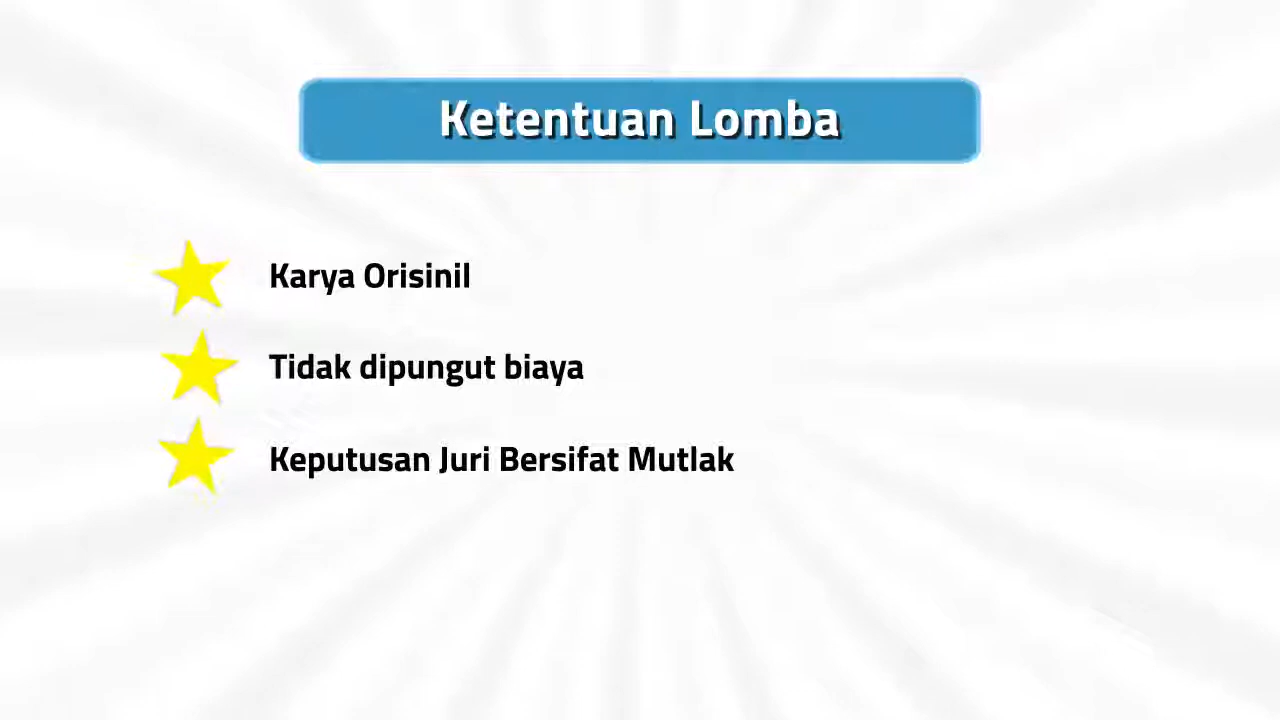 Ketentuan Lomba
Karya Orisinil
Tidak dipungut biaya
Keputusan Juri Bersifat Mutlak